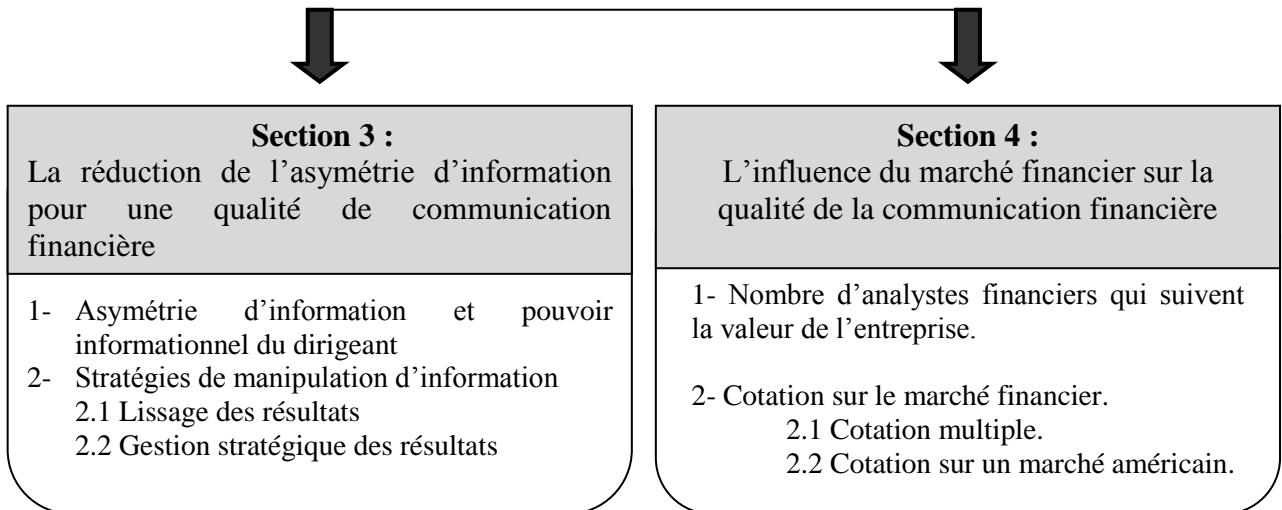 Section 3 :
La réduction de l’asymétrie d’information
pour une qualité de communication
financière
1- Asymétrie d’information et pouvoir
informationnel du dirigeant
2- Stratégies de manipulation d’information
2.1 Lissage des résultats
2.2 Gestion stratégique des résultats
Section 4 :
L’influence du marché financier sur la
qualité de la communication financière
1- Nombre d’analystes financiers qui suivent
la valeur de l’entreprise.
2- Cotation sur le marché financier.
2.1 Cotation multiple.
2.2 Cotation sur un marché américain.